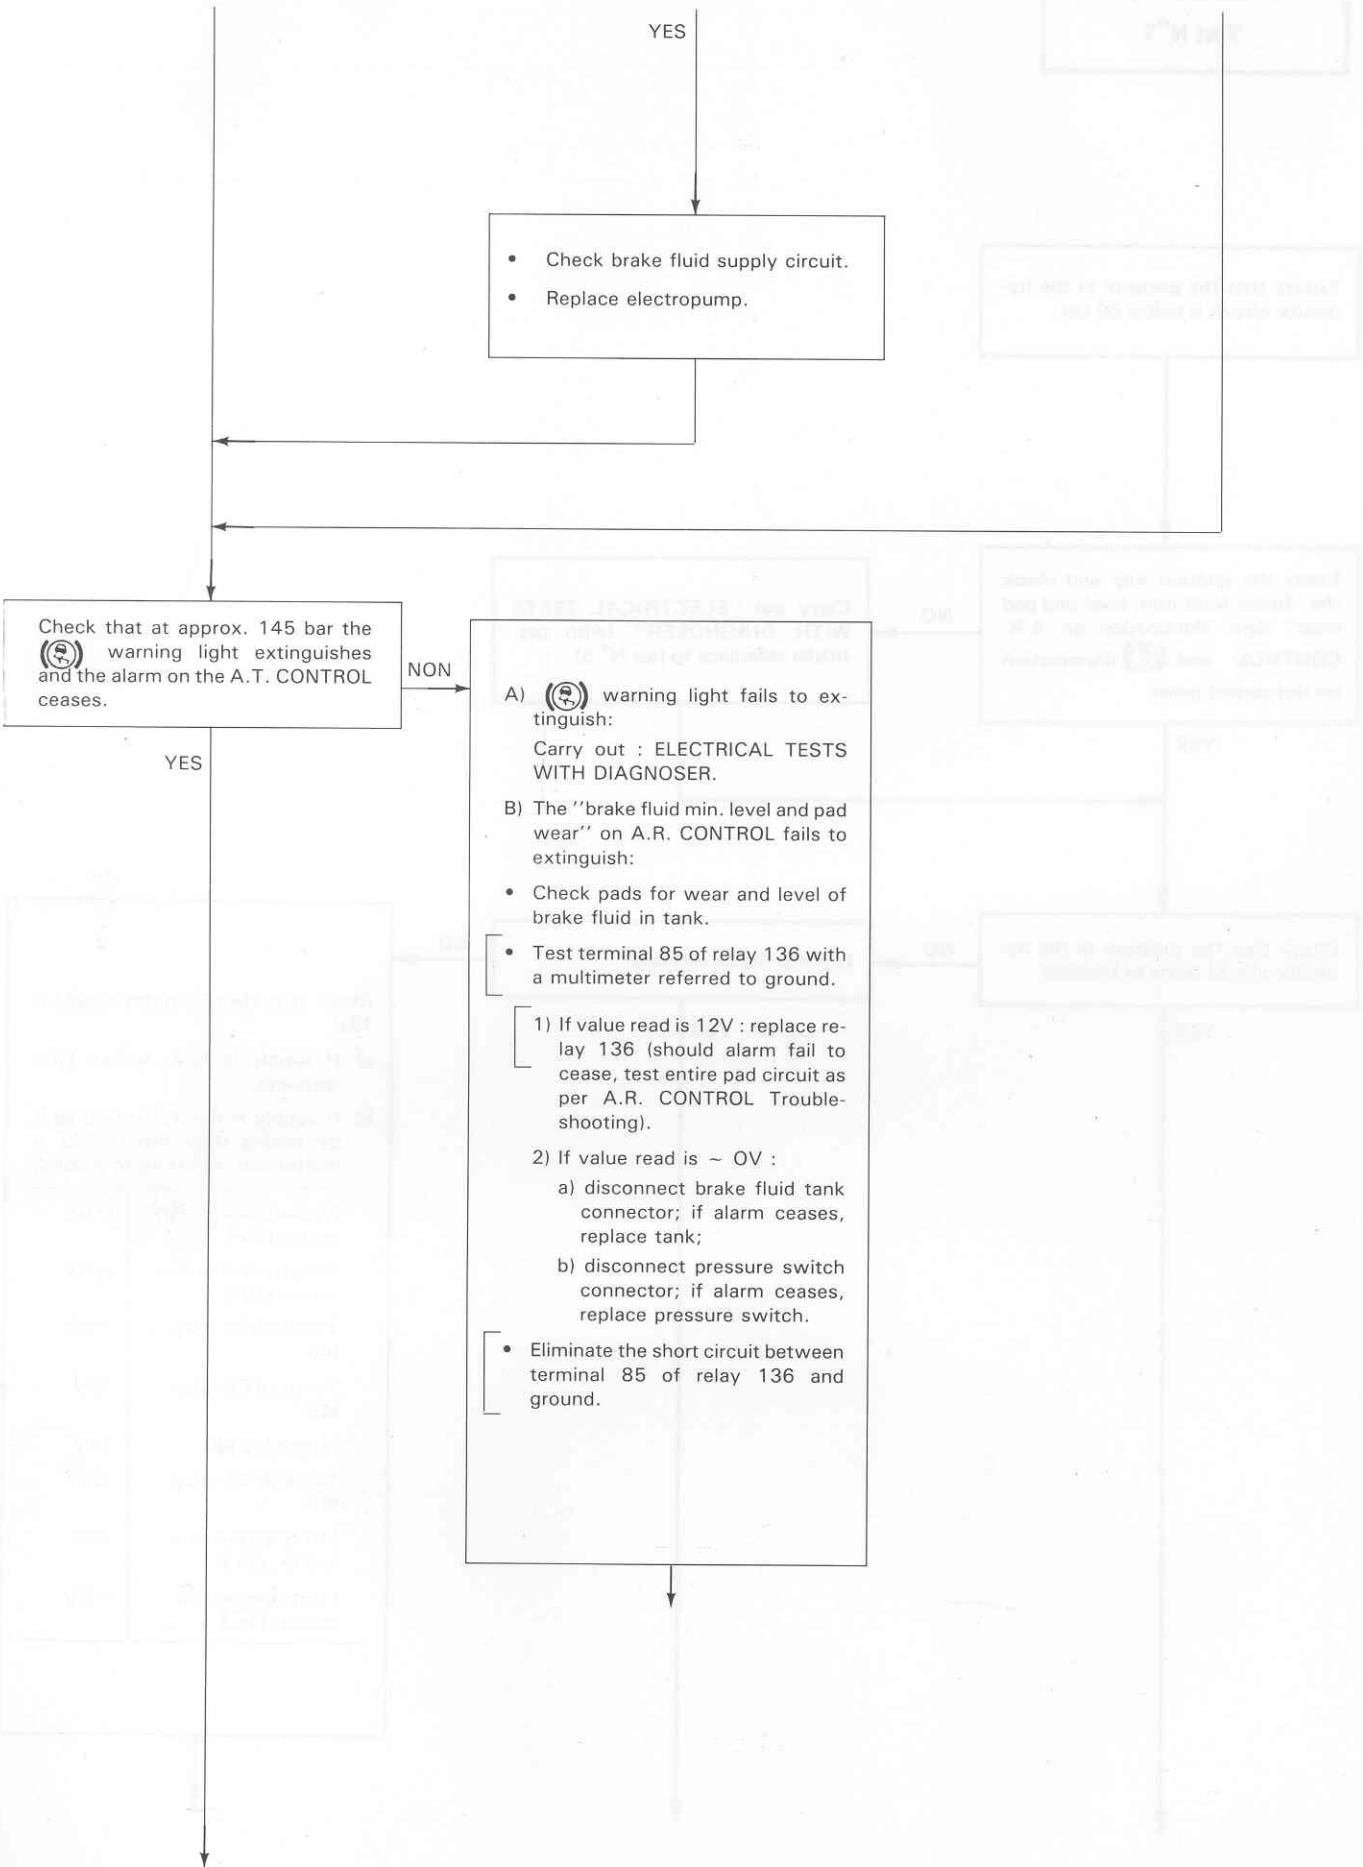 YES
• Check brake fluid supply circuit.
• Replace electropump.
Check that at approx. 145 bar the
warning light extinguishes
and the alarm on the A.T. CONTROL
ceases.
NON
YES
A) warning light fails to ex-
tinguish:
Carry out : ELECTRICAL TESTS
WITH DIAGNOSER.
B) The ''brake fluid min. level and pad
wear'' on A.R. CONTROL fails to
extinguish:
• Check pads for wear and level of
brake fluid in tank.
• Test terminal 85 of relay 136 with
a multimeter referred to ground.
1) If value read is 12V : replace re-
lay 136 (should alarm fail to
cease, test entire pad circuit as
per A.R. CONTROL Trouble-
shooting).
2) If value read is ~ OV :
a) disconnect brake fluid tank
connector; if alarm ceases,
replace tank;
b) disconnect pressure switch
connector; if alarm ceases,
replace pressure switch.
• Eliminate the short circuit between
terminal 85 of relay 136 and
ground.